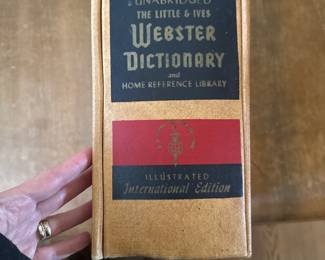 UNABRIDGED
THE LITTLE & IVES
WEBSTER
DICTIONARY
and
HOME REFERENCE LIBRARY
ILLUSTRATED
International Edition